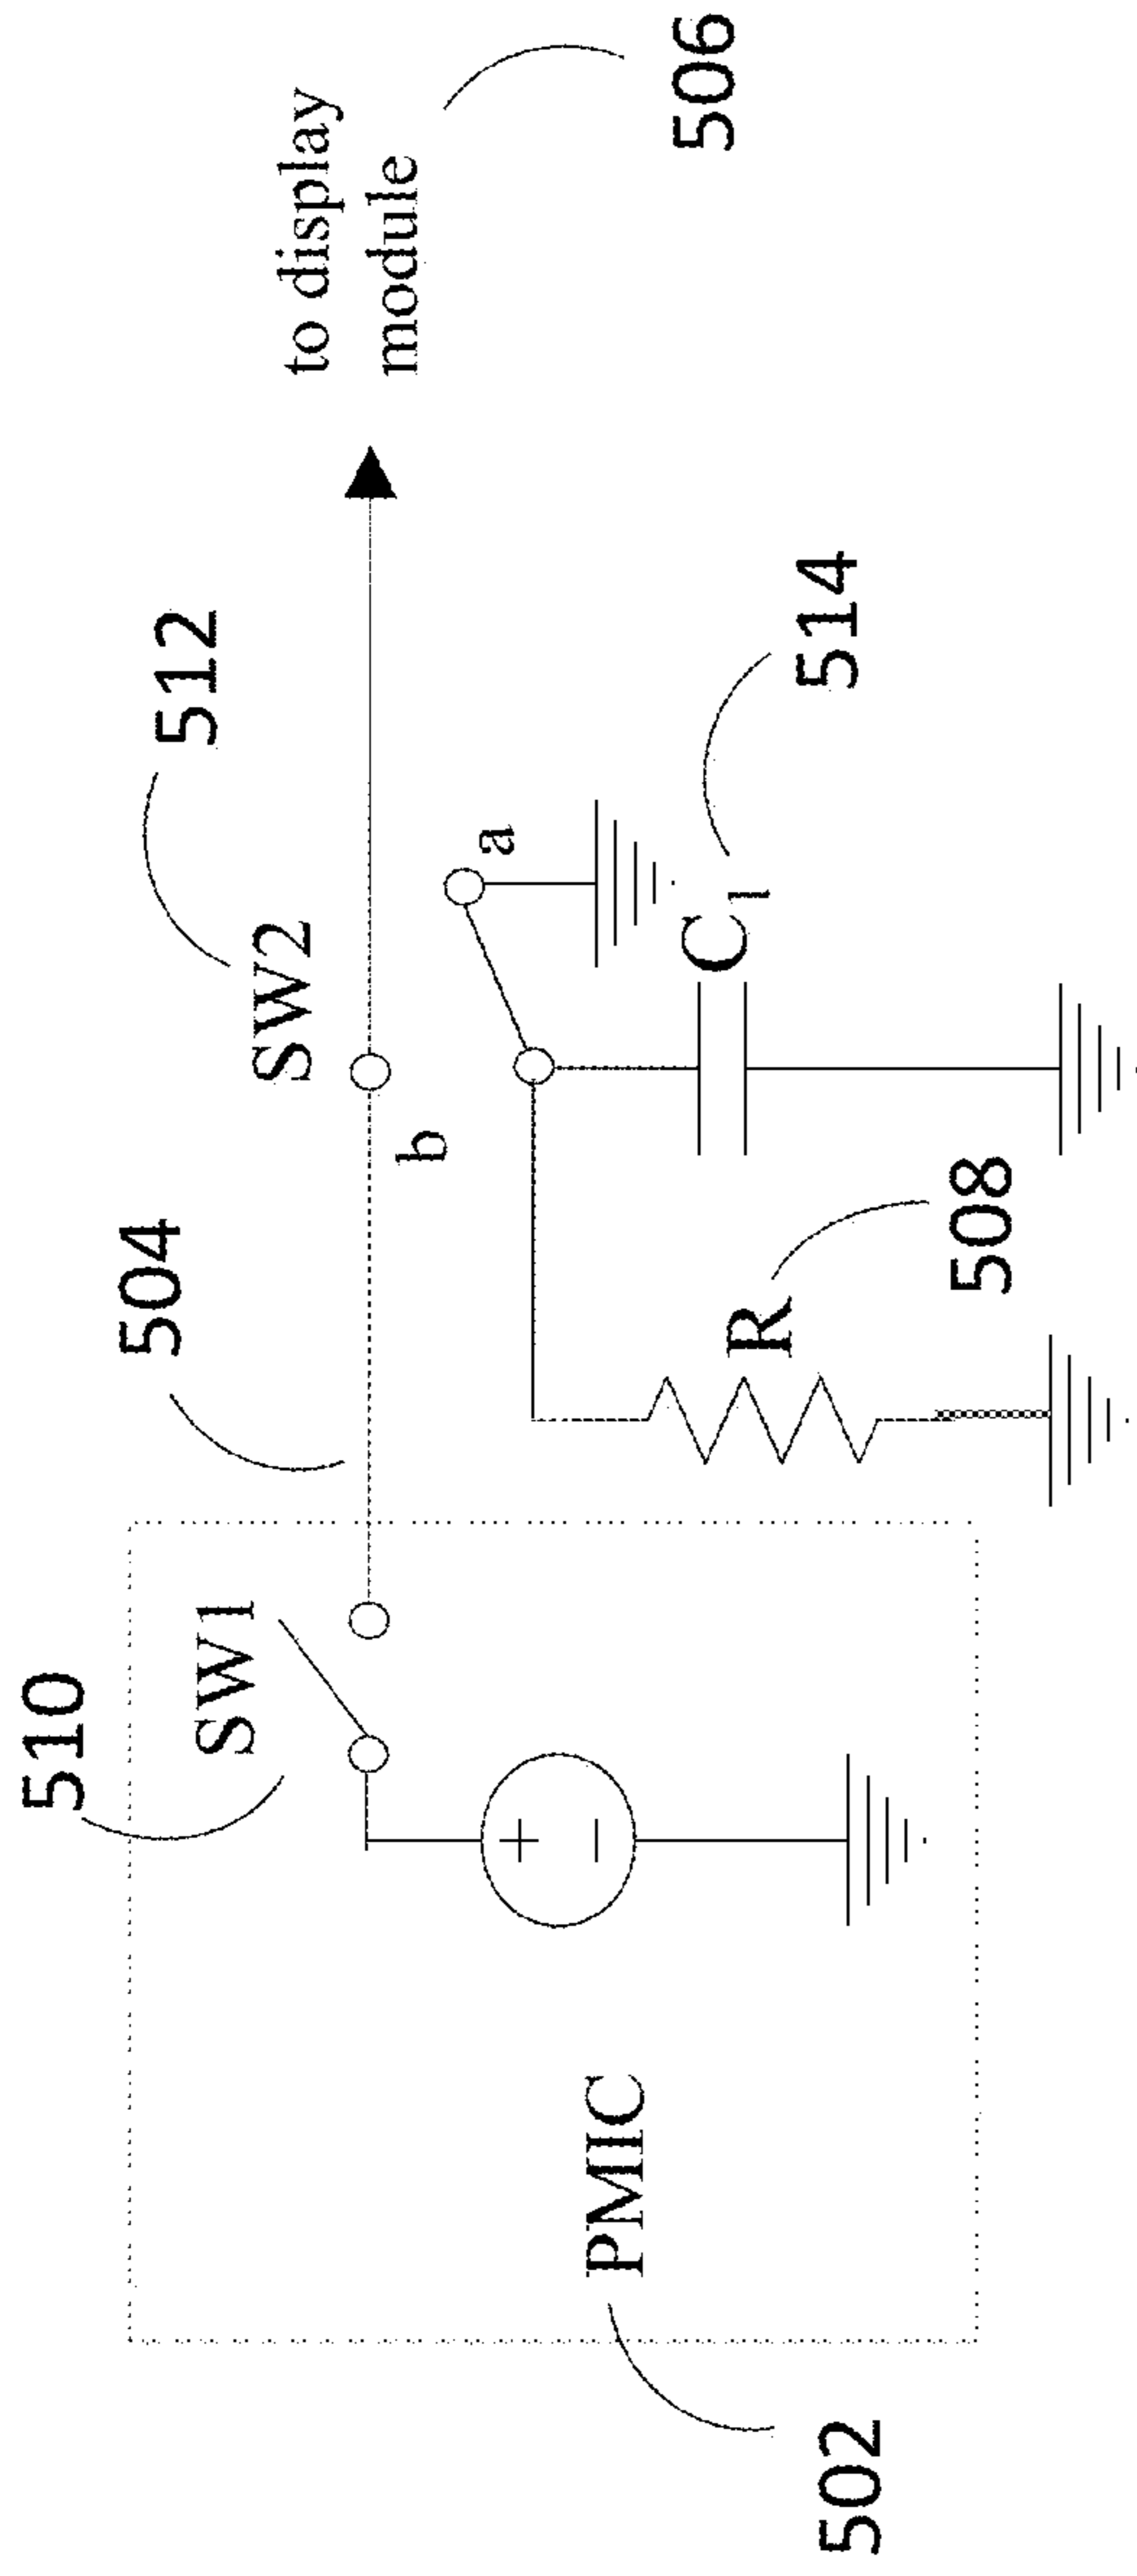 510
SW1
504
512
SW2
to display
module
506
b
a
C1
514
R
508
+
−
PMIC
502